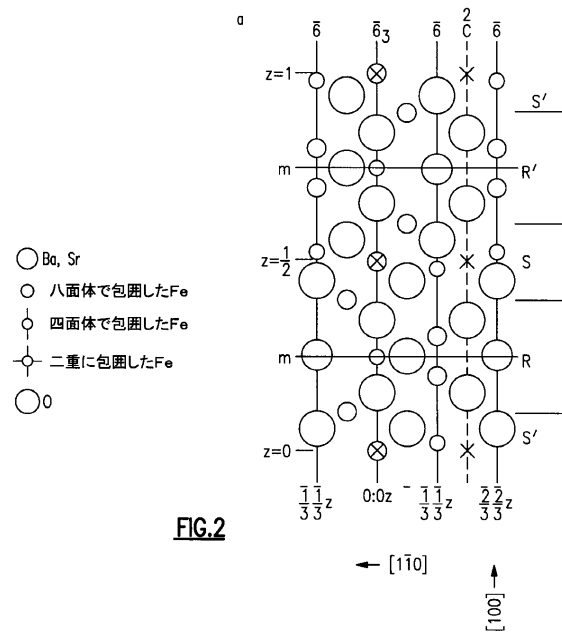 a
6̅ 6̅3 6̅ 2 C 6̅
z=1
S′
m R′
z=1/2 S
m R
z=0 S′
1̅/3 1̅/3 z 0:0z - 1/3 1̅/3 z 2̅/3 2̅/3 z
Ba, Sr
八面体で包囲したFe
四面体で包囲したFe
二重に包囲したFe
O
FIG.2
← [11̅0]
[100]